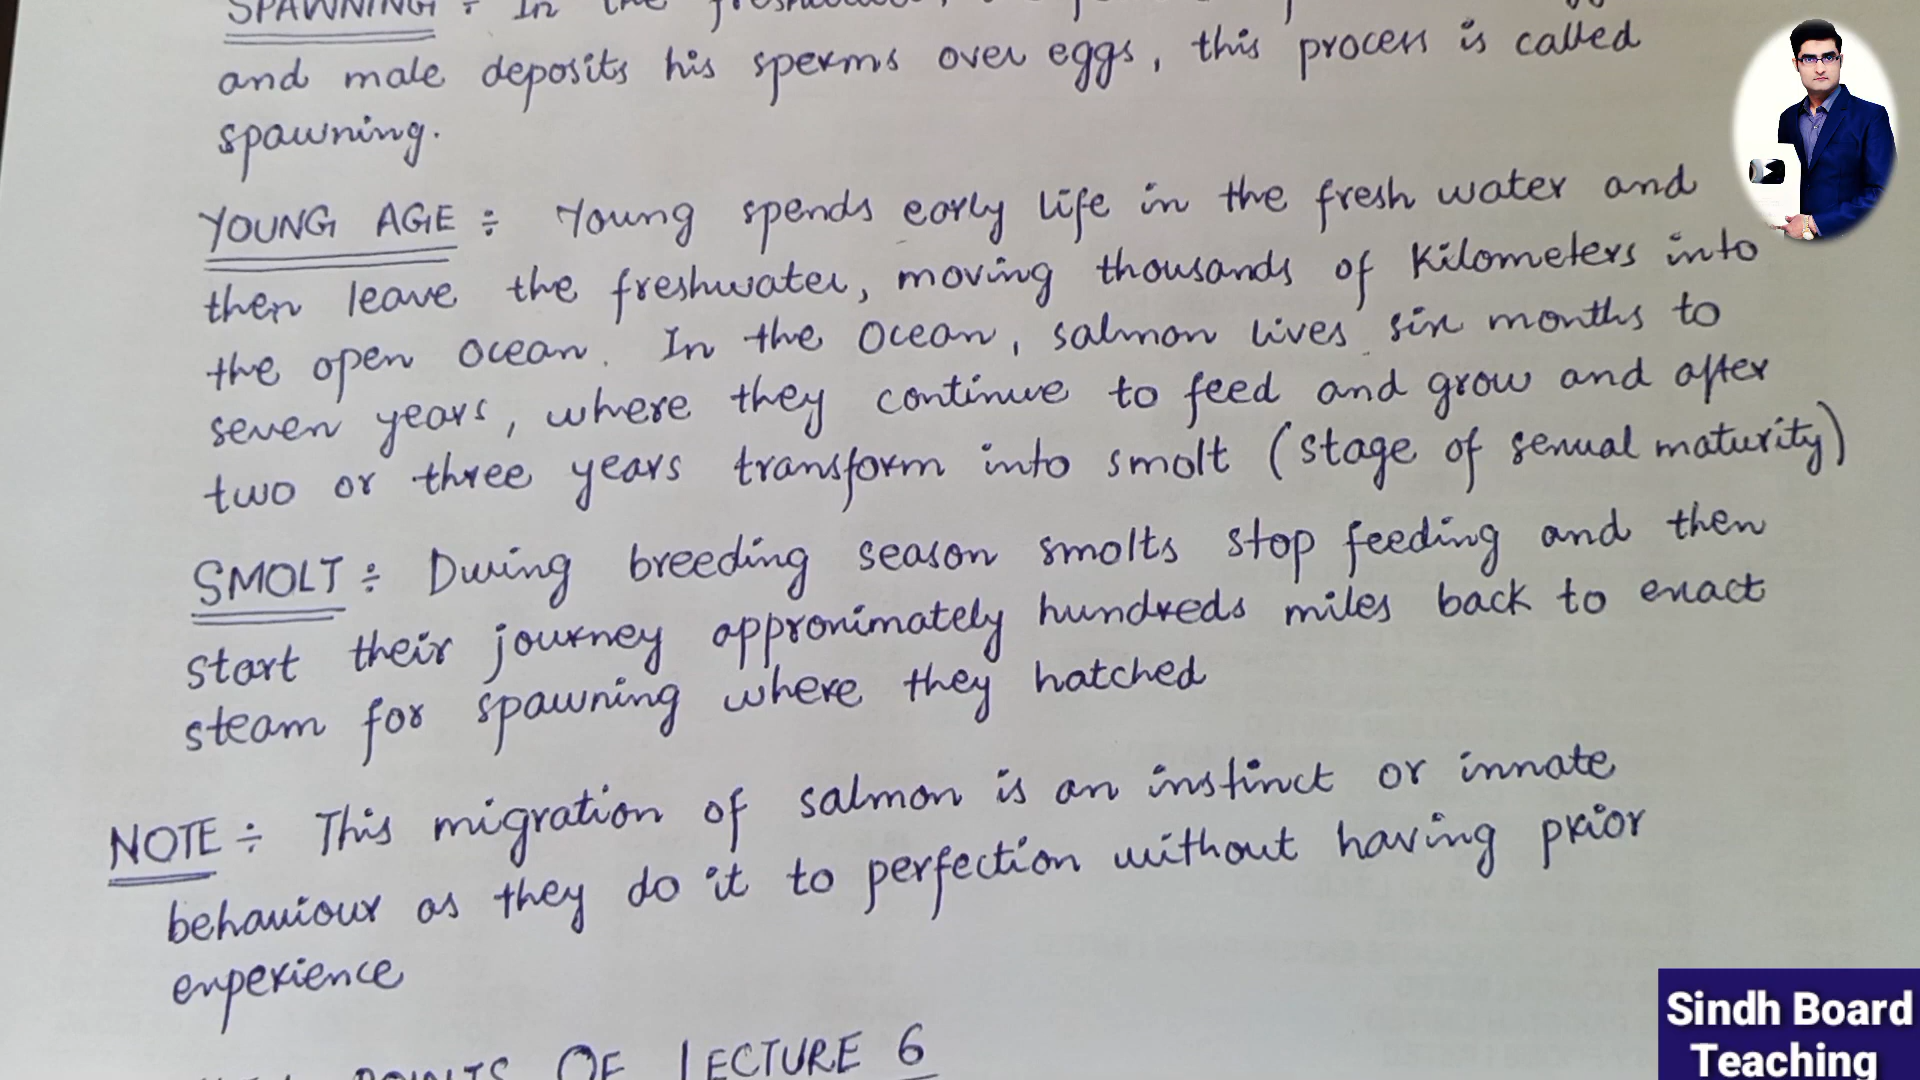 SPAWNING ÷ In the freshwater,
and male deposits his sperms over eggs, this process is called
spawning.
YOUNG AGE ÷ Young spends early life in the fresh water and
then leave the freshwater, moving thousands of Kilometers into
the open ocean. In the ocean, salmon lives six months to
seven years, where they continue to feed and grow and after
two or three years transform into smolt (stage of sexual maturity)
SMOLT ÷ During breeding season smolts stop feeding and then
start their journey approximately hundreds miles back to exact
steam for spawning where they hatched
NOTE ÷ This migration of salmon is an instinct or innate
behaviour as they do it to perfection without having prior
experience
POINTS OF LECTURE 6
Sindh Board
Teaching